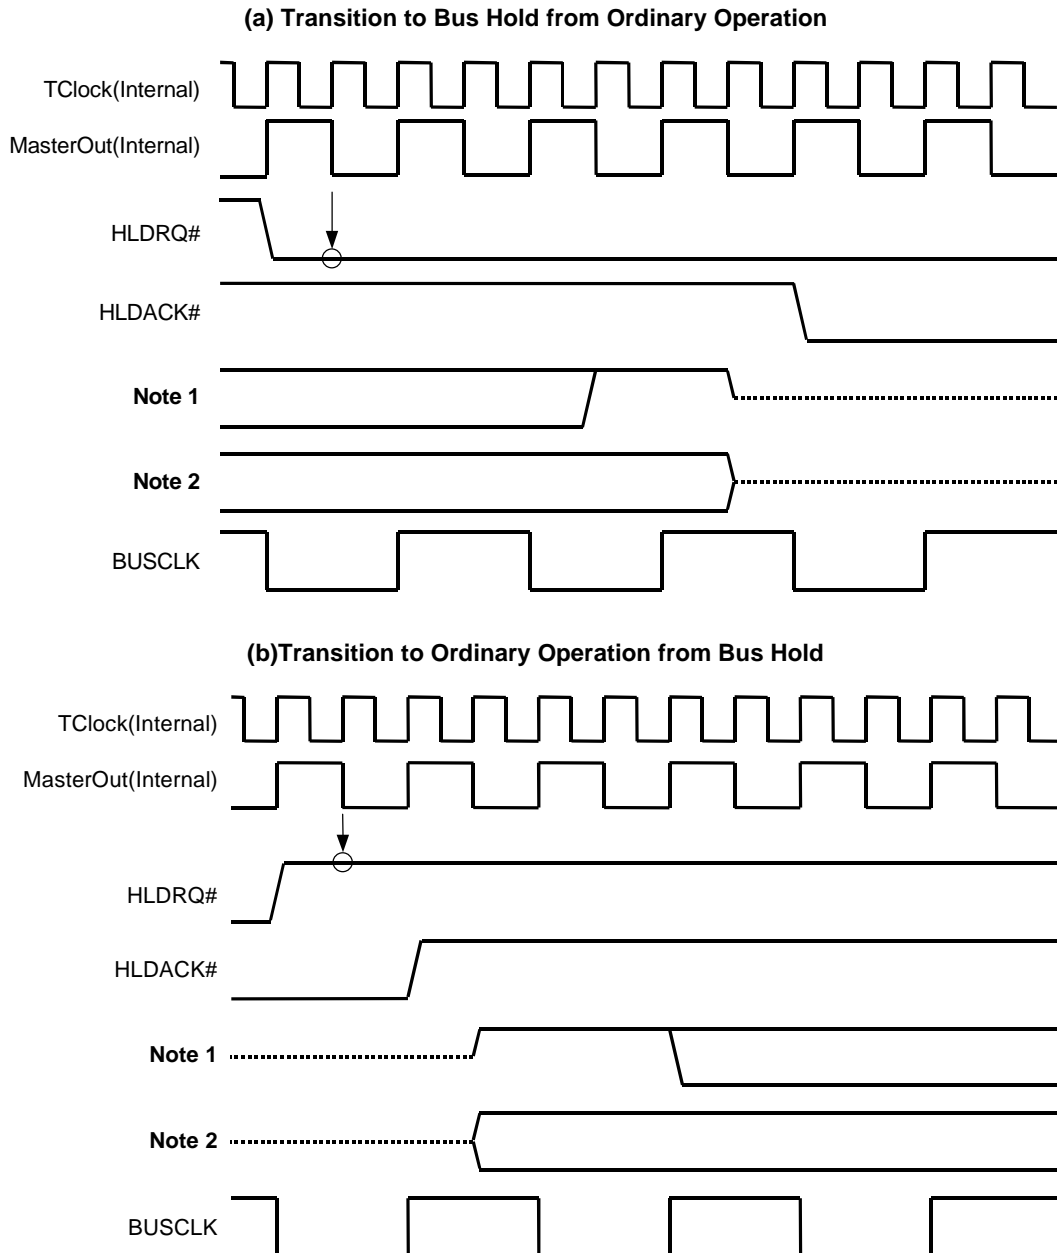 (a) Transition to Bus Hold from Ordinary Operation
TClock(Internal)
MasterOut(Internal)
HLDRQ#
HLDACK#
Note 1
Note 2
BUSCLK
(b)Transition to Ordinary Operation from Bus Hold
TClock(Internal)
MasterOut(Internal)
HLDRQ#
HLDACK#
Note 1
Note 2
BUSCLK